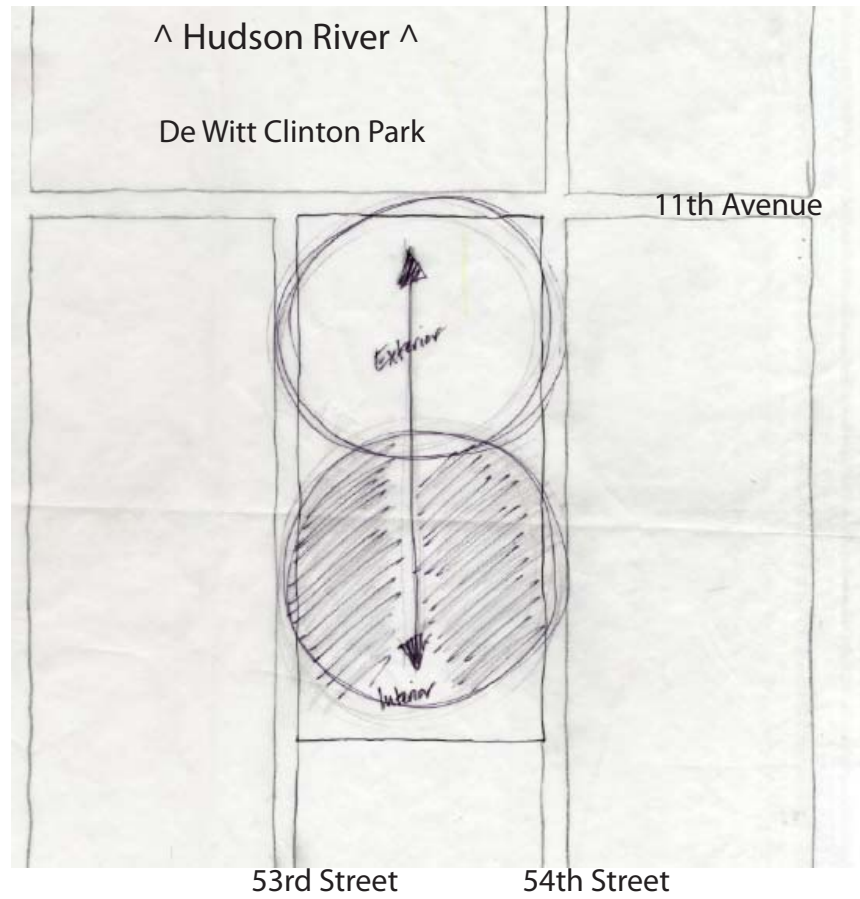 ^ Hudson River ^
De Witt Clinton Park
11th Avenue
Exterior
Interior
53rd Street
54th Street